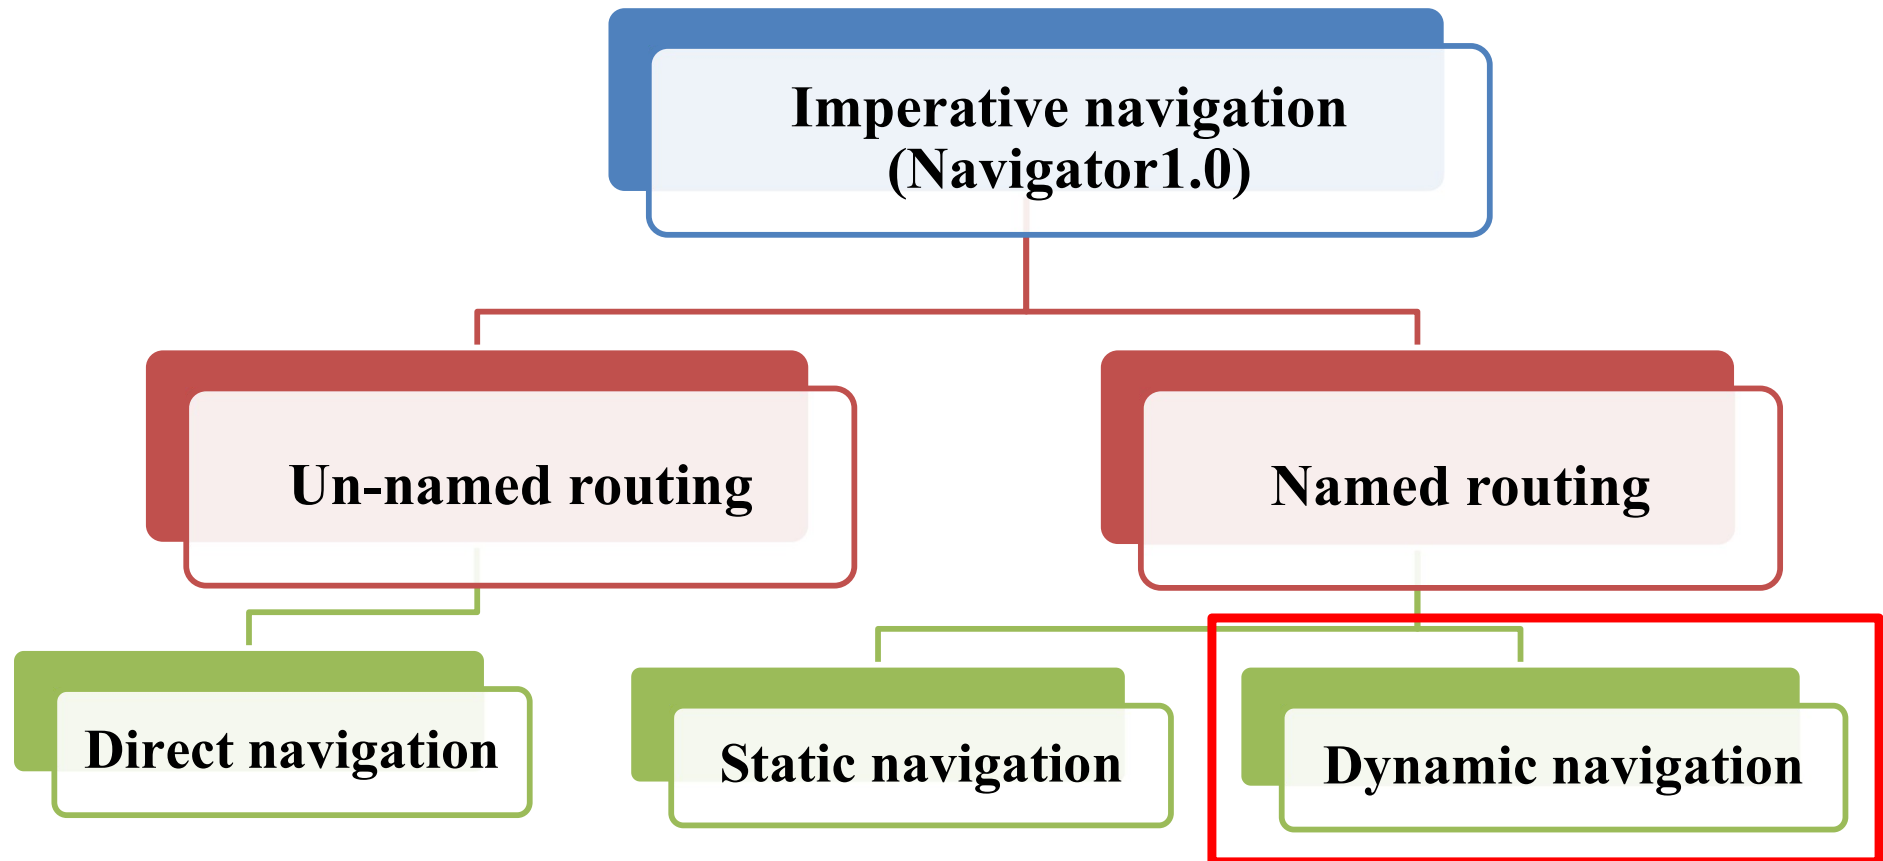 Imperative navigation
(Navigator1.0)
Un-named routing
Named routing
Direct navigation
Static navigation
Dynamic navigation